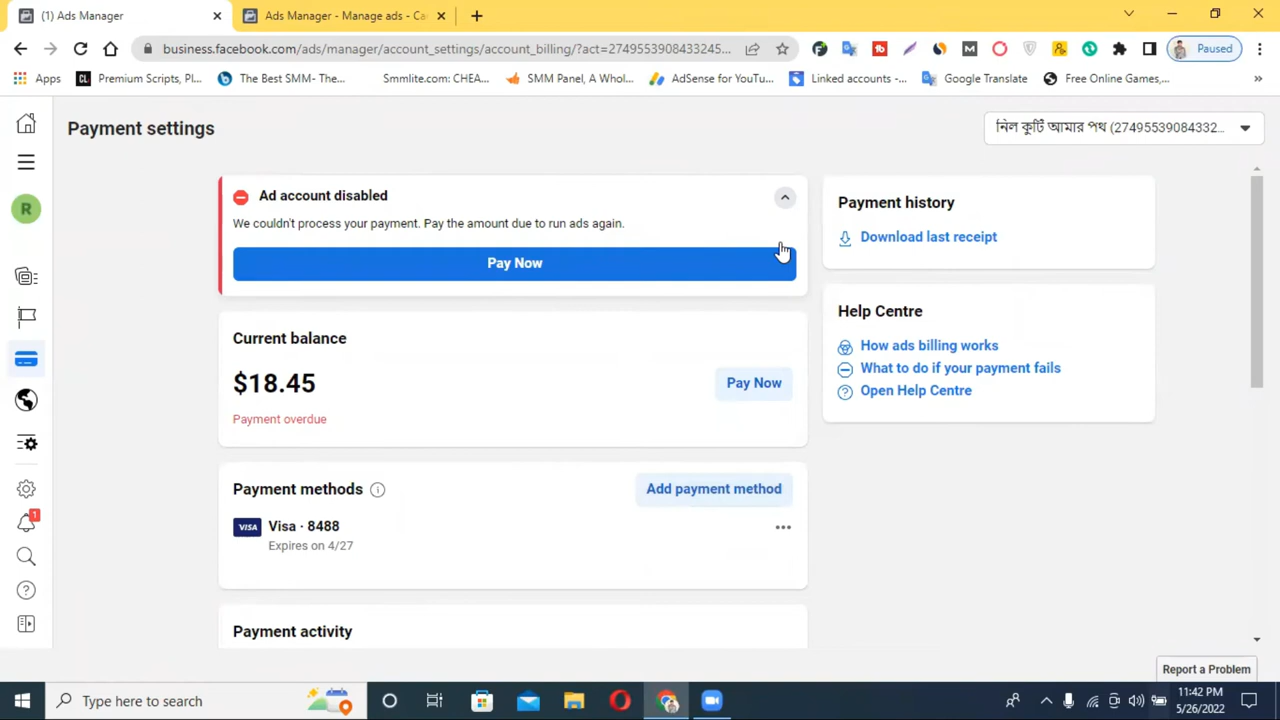 (1) Ads Manager
Ads Manager - Manage ads - Ca
business.facebook.com/ads/manager/account_settings/account_billing/?act=2749553908433245...
Paused
Apps
Premium Scripts, Pl...
The Best SMM- The...
Smmlite.com: CHEA...
SMM Panel, A Whol...
AdSense for YouTu...
Linked accounts -...
Google Translate
Free Online Games,...
Payment settings
নিল কুটি আমার পথ (27495539084332...
R
Ad account disabled
We couldn't process your payment. Pay the amount due to run ads again.
Pay Now
Payment history
Download last receipt
Current balance
$18.45
Pay Now
Payment overdue
Help Centre
How ads billing works
What to do if your payment fails
Open Help Centre
Payment methods
Add payment method
VISA
Visa · 8488
Expires on 4/27
1
Payment activity
Report a Problem
Type here to search
11:42 PM
5/26/2022